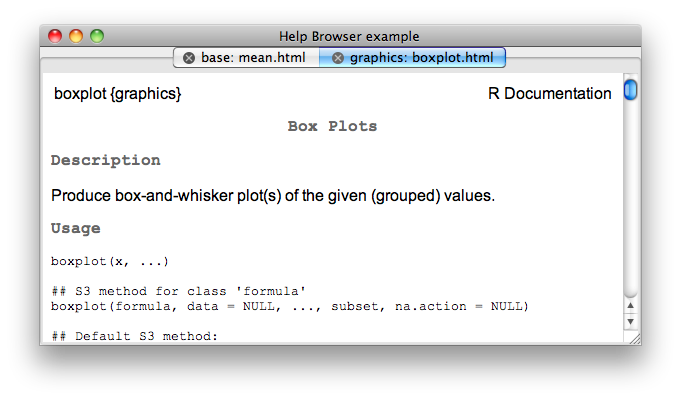 Help Browser example
base: mean.html graphics: boxplot.html
boxplot {graphics} R Documentation
Box Plots
Description
Produce box-and-whisker plot(s) of the given (grouped) values.
Usage
boxplot(x, ...)
## S3 method for class 'formula'
boxplot(formula, data = NULL, ..., subset, na.action = NULL)
## Default S3 method: